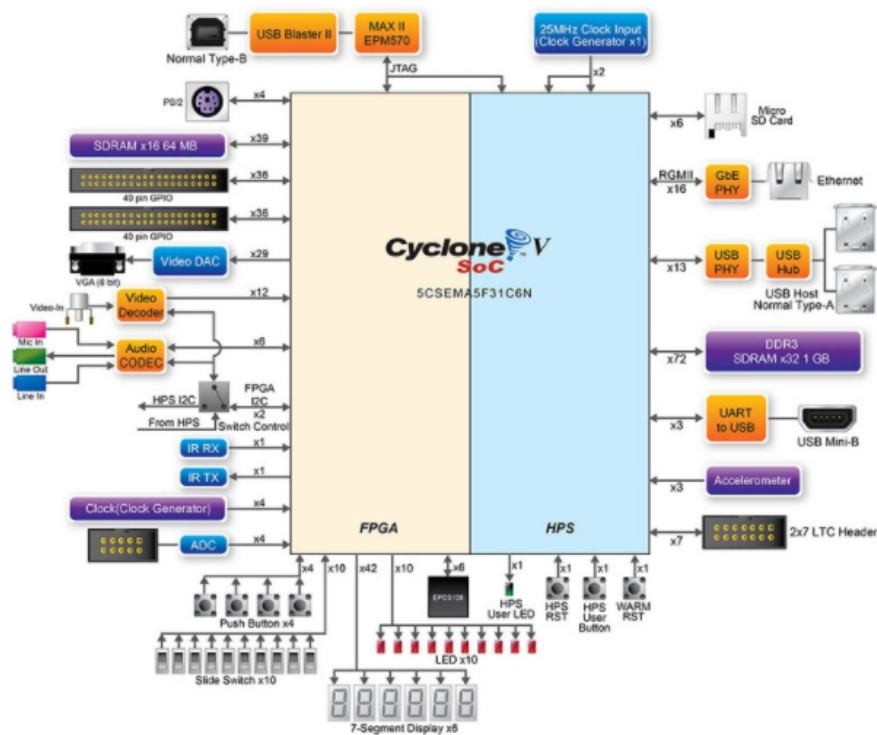 Normal Type-B
USB Blaster II
MAX II
EPM570
JTAG
25MHz Clock Input
(Clock Generator x1)
x2
PS/2
x4
SDRAM x16 64 MB
x39
x36
40 pin GPIO
x36
40 pin GPIO
VGA (8 bit)
Video DAC
x29
Video-In
Video
Decoder
x12
Mic In
Line Out
Line In
Audio
CODEC
x6
HPS I2C
FPGA
I2C
x2
From HPS
Switch Control
IR RX
x1
IR TX
x1
Clock(Clock Generator)
x4
ADC
x4
Cyclone V
SoC
5CSEMA5F31C6N
FPGA
HPS
x6
Micro
SD Card
RGMII
x16
GbE
PHY
Ethernet
x13
USB
PHY
USB
Hub
USB Host
Normal Type-A
x72
DDR3
SDRAM x32 1 GB
x3
UART
to USB
USB Mini-B
x3
Accelerometer
x7
2x7 LTC Header
x4
x10
x42
x10
x6
x1
x1
x1
x1
Push Button x4
Slide Switch x10
EPCS128
LED x10
7-Segment Display x6
HPS
User LED
HPS
RST
HPS
User
Button
WARM
RST